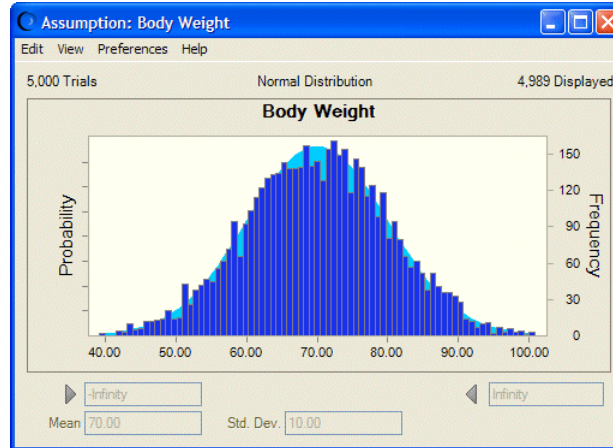 Assumption: Body Weight
Edit View Preferences Help
5,000 Trials Normal Distribution 4,989 Displayed
Body Weight
Probability
Frequency
150
120
90
60
30
0
40.00 50.00 60.00 70.00 80.00 90.00 100.00
-Infinity Infinity
Mean 70.00 Std. Dev. 10.00